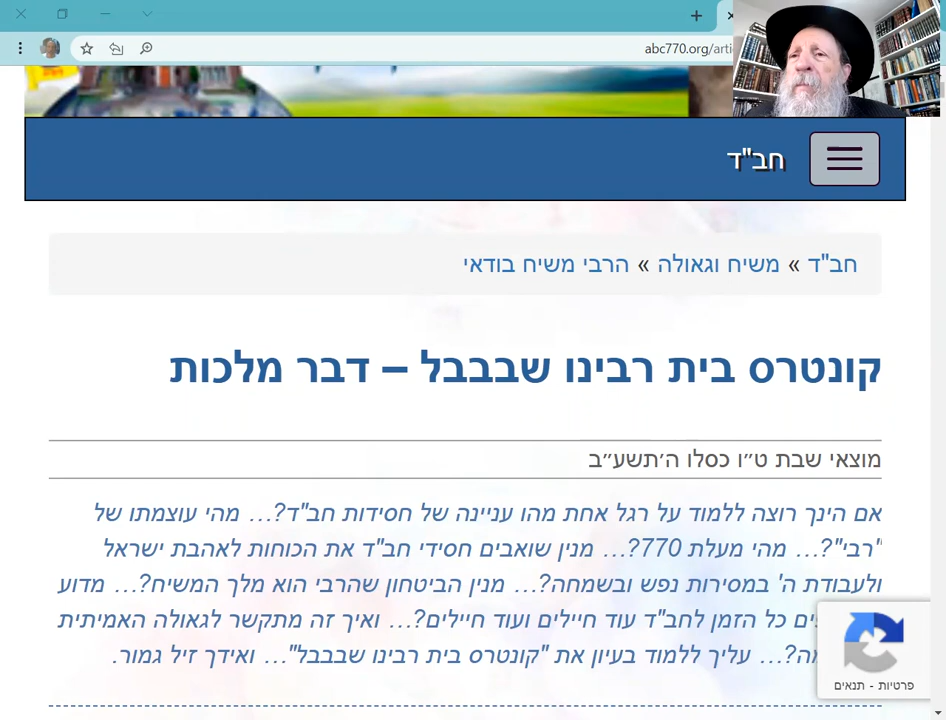 abc770.org/arti
חב"ד
חב"ד » משיח וגאולה » הרבי משיח בודאי
קונטרס בית רבינו שבבבל – דבר מלכות
מוצאי שבת ט״ו כסלו ה׳תשע״ב
אם הינך רוצה ללמוד על רגל אחת מהו עניינה של חסידות חב"ד?... מהי עוצמתו של
"רבי"?... מהי מעלת 770?... מנין שואבים חסידי חב"ד את הכוחות לאהבת ישראל
ולעבודת ה' במסירות נפש ובשמחה?... מנין הביטחון שהרבי הוא מלך המשיח?... מדוע
כל הזמן לחב"ד עוד חיילים ועוד חיילים?... ואיך זה מתקשר לגאולה האמיתית
עליך ללמוד בעיון את "קונטרס בית רבינו שבבבל"... ואידך זיל גמור.
פרטיות - תנאים